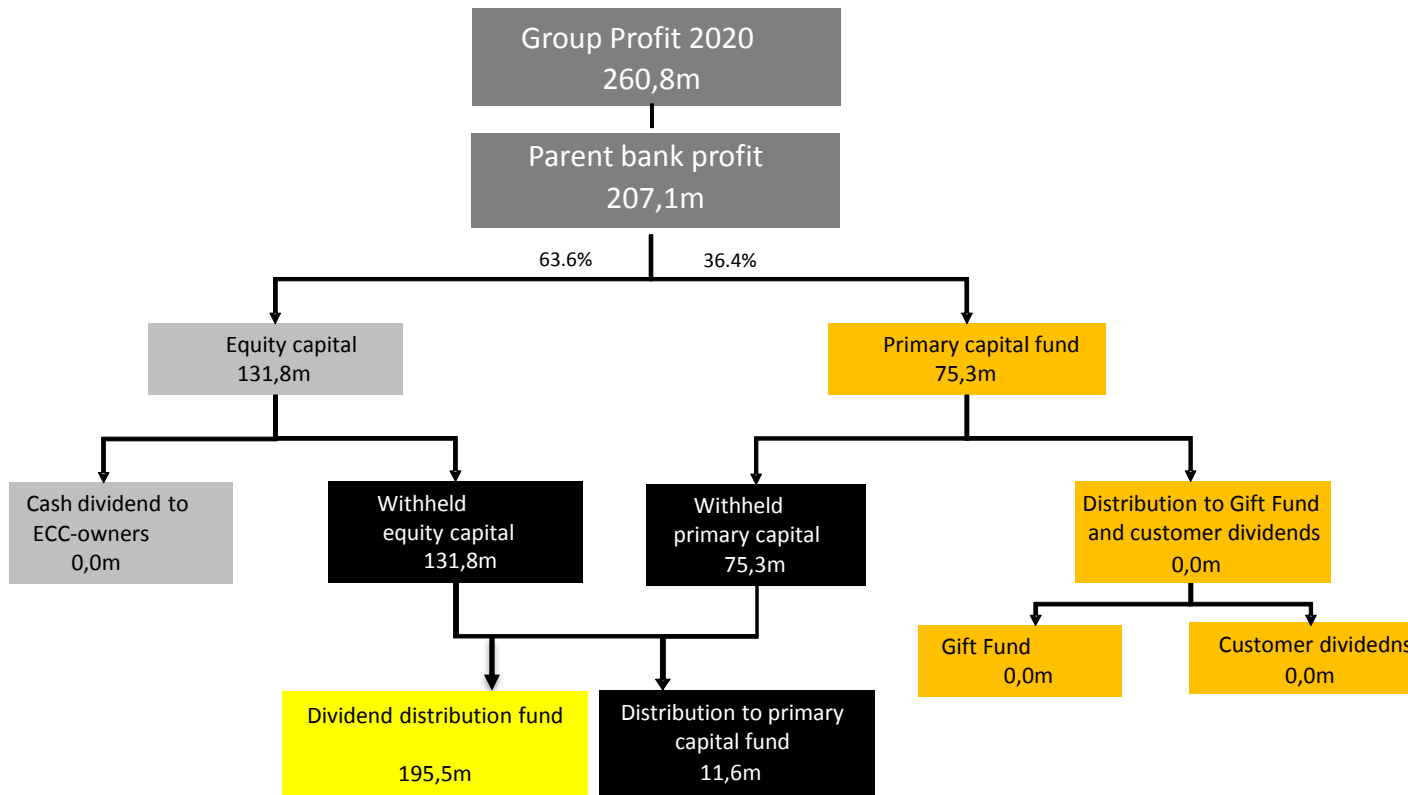 Group Profit 2020
260,8m
Parent bank profit
207,1m
63.6%
36.4%
Equity capital
131,8m
Primary capital fund
75,3m
Cash dividend to
ECC-owners
0,0m
Withheld
equity capital
131,8m
Withheld
primary capital
75,3m
Distribution to Gift Fund
and customer dividends
0,0m
Gift Fund
0,0m
Customer dividedns
0,0m
Dividend distribution fund
195,5m
Distribution to primary
capital fund
11,6m